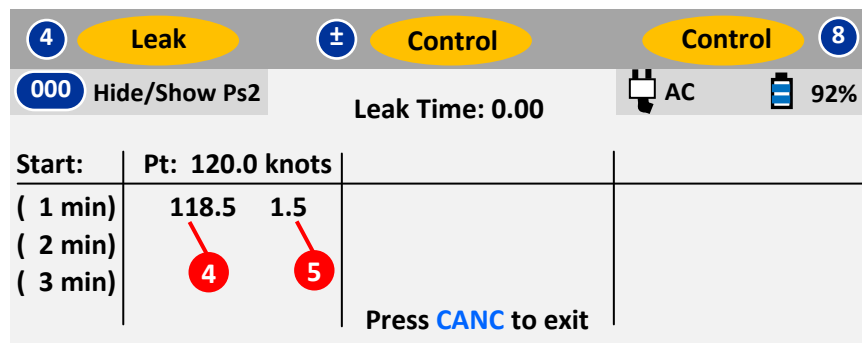 4 Leak ± Control Control 8
000 Hide/Show Ps2 Leak Time: 0.00 AC 92%
Start: Pt: 120.0 knots
( 1 min) 118.5 1.5
( 2 min)
( 3 min) 4 5
Press CANC to exit